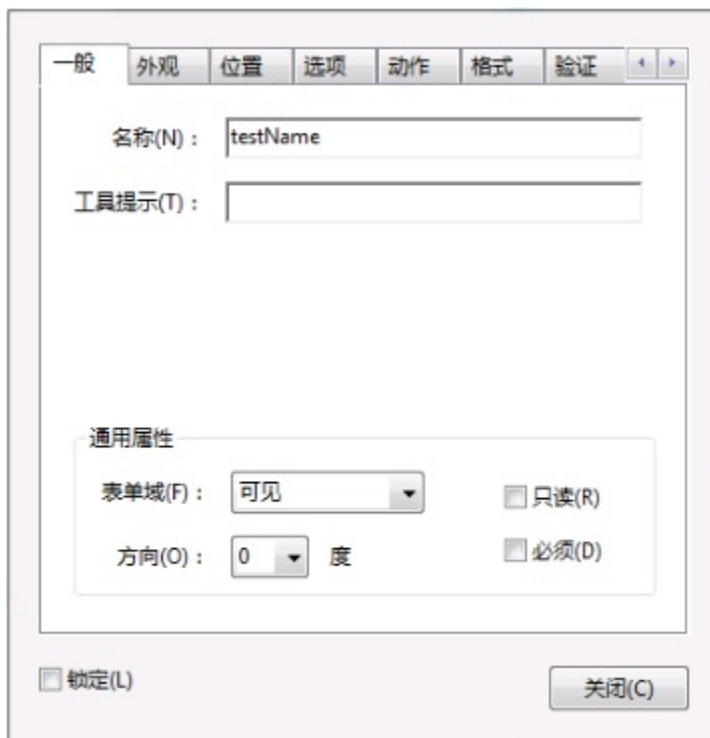 一般 外观 位置 选项 动作 格式 验证
名称(N)： testName
工具提示(T)：
通用属性
表单域(F)： 可见 只读(R)
方向(O)： 0 度 必须(D)
锁定(L) 关闭(C)